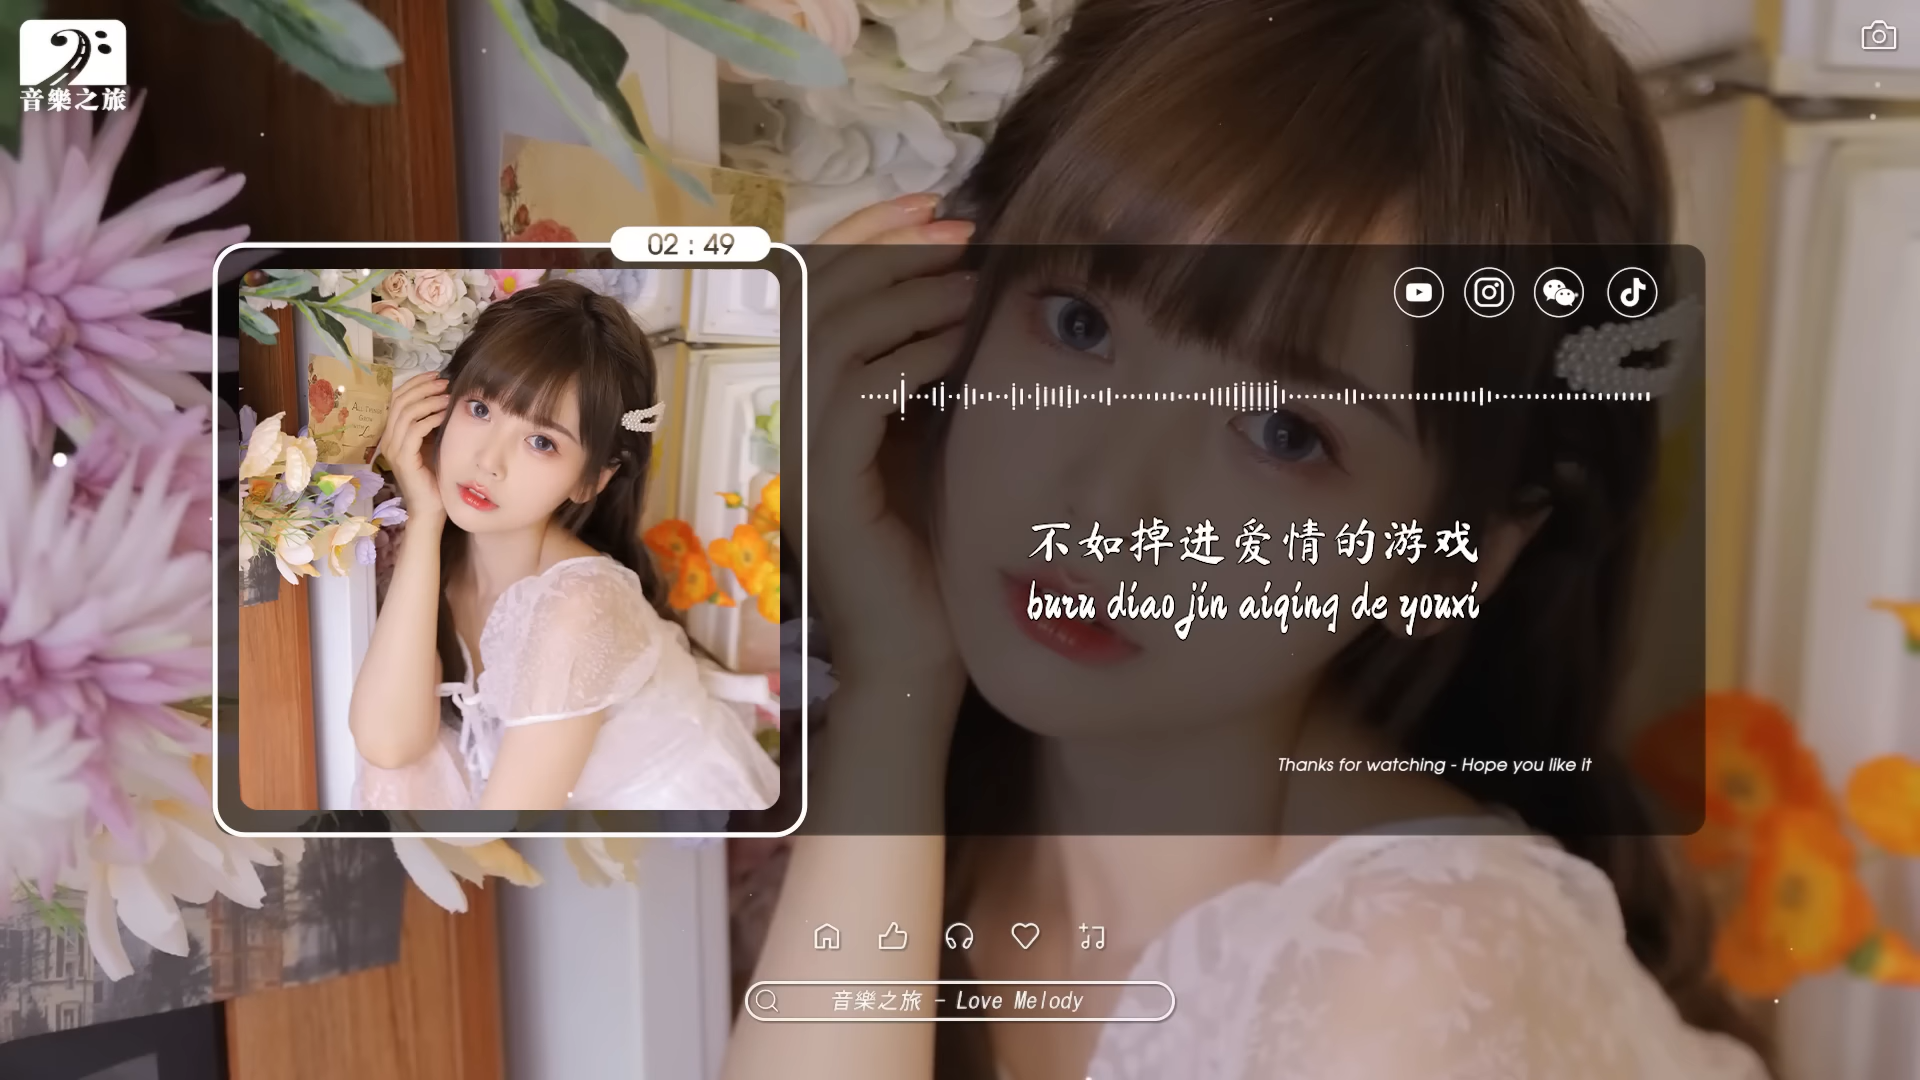 音樂之旅
02 : 49
不如掉进爱情的游戏
buru diao jin aiqing de youxi
Thanks for watching - Hope you like it
音樂之旅 - Love Melody